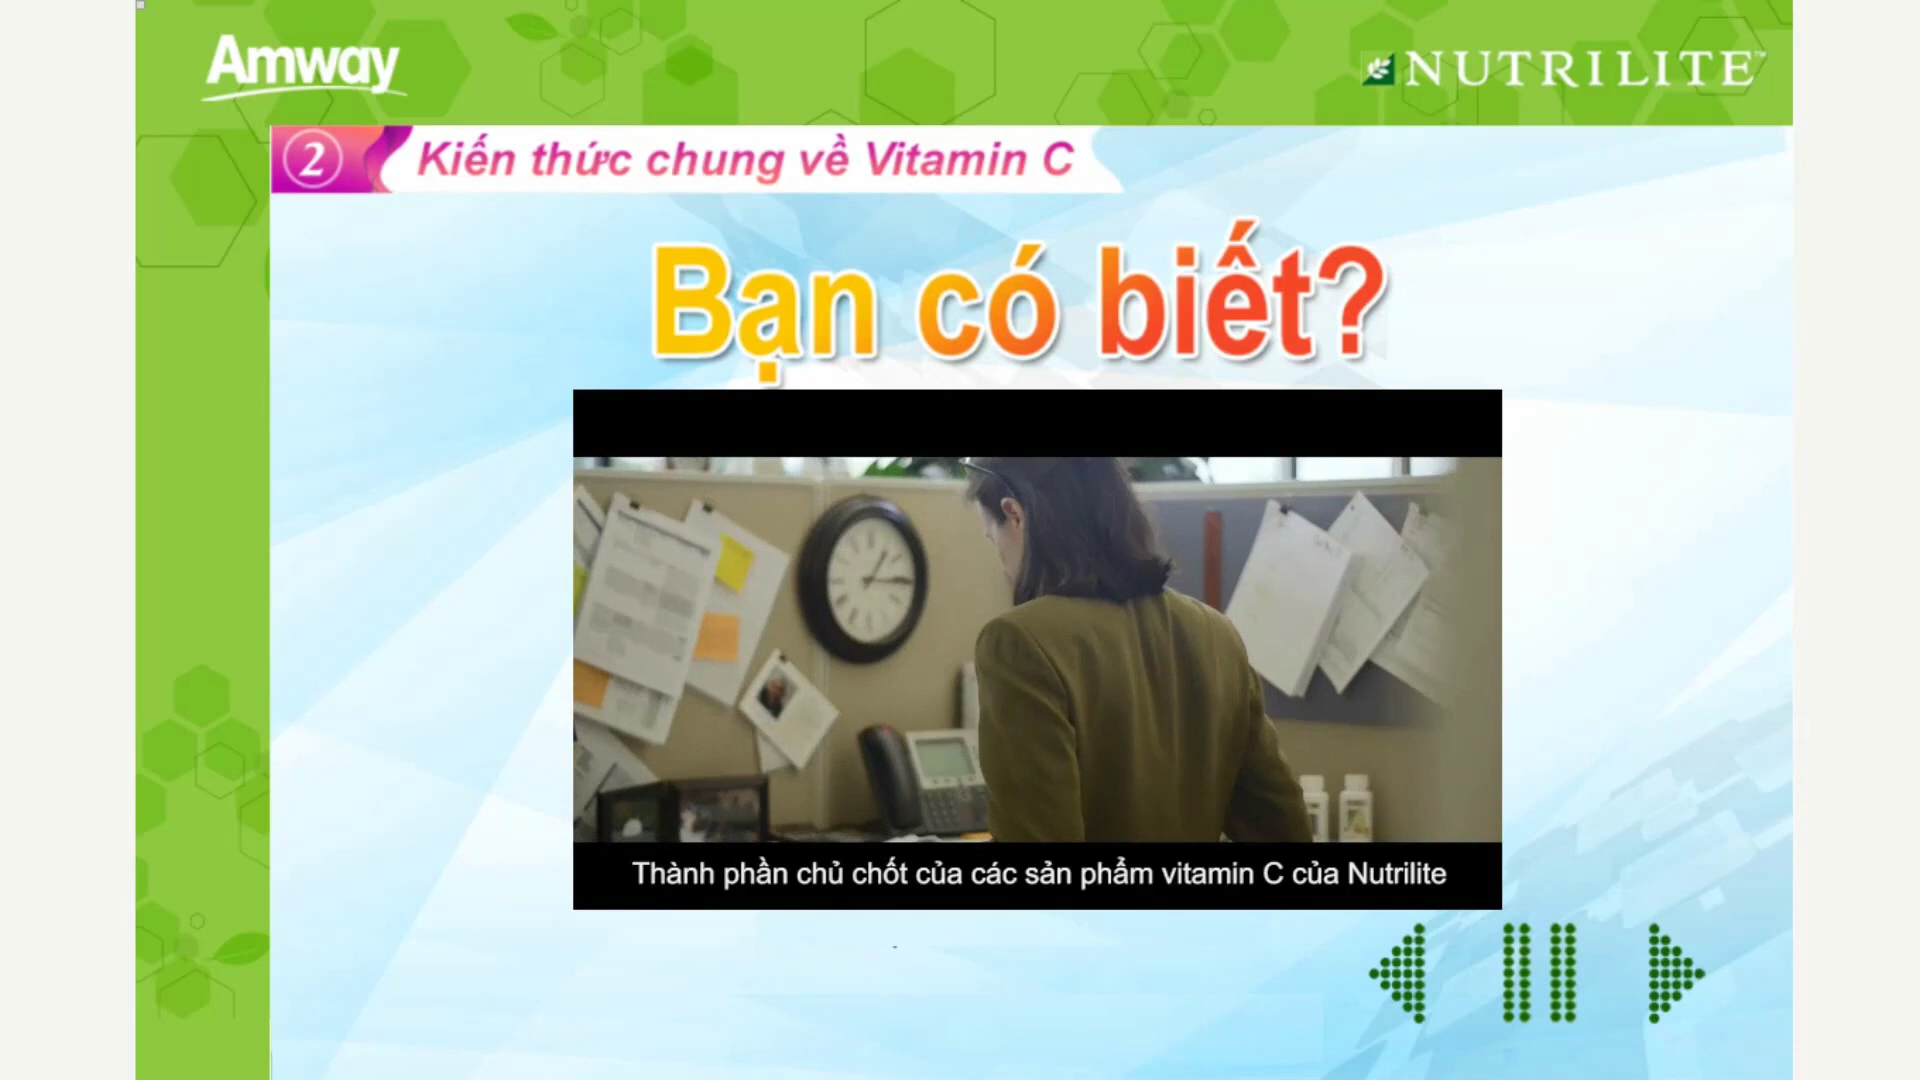 Amway
NUTRILITE™
2 Kiến thức chung về Vitamin C
Bạn có biết?
Thành phần chủ chốt của các sản phẩm vitamin C của Nutrilite